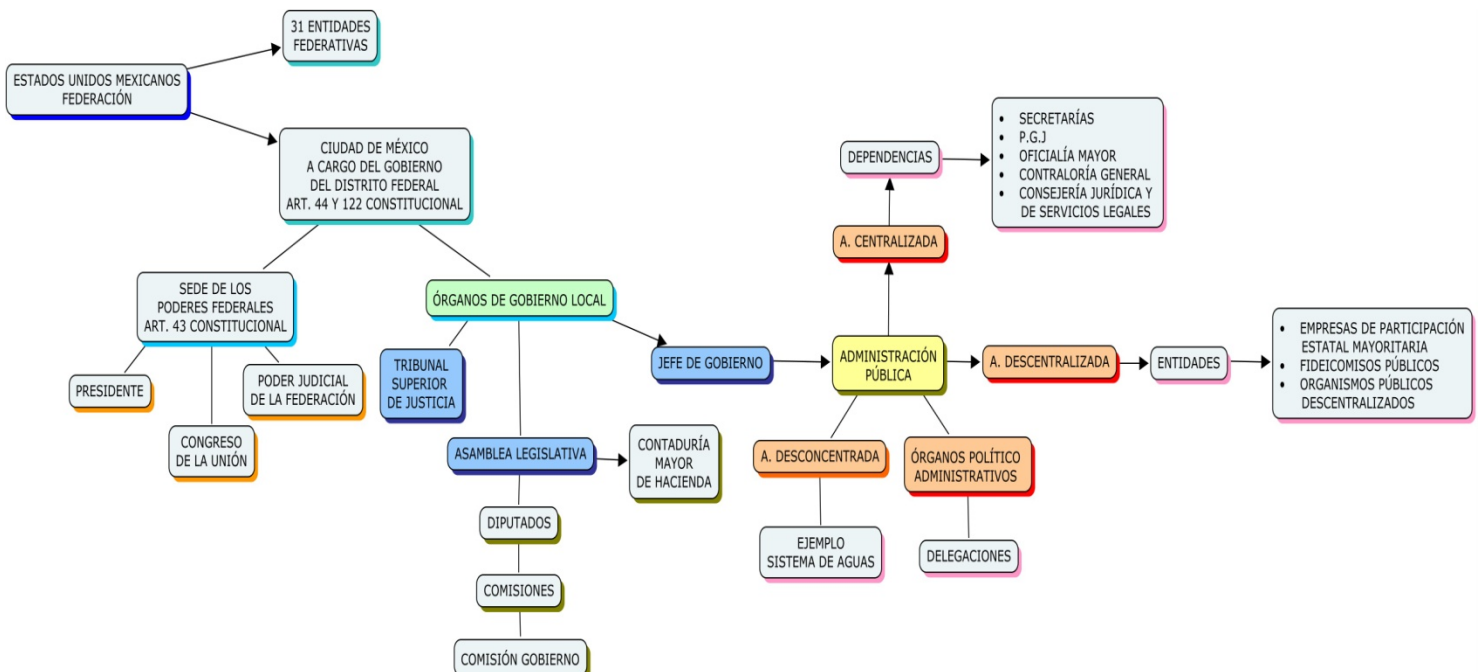 31 ENTIDADES
FEDERATIVAS
ESTADOS UNIDOS MEXICANOS
FEDERACIÓN
CIUDAD DE MÉXICO
A CARGO DEL GOBIERNO
DEL DISTRITO FEDERAL
ART. 44 Y 122 CONSTITUCIONAL
SEDE DE LOS
PODERES FEDERALES
ART. 43 CONSTITUCIONAL
PRESIDENTE
CONGRESO
DE LA UNIÓN
PODER JUDICIAL
DE LA FEDERACIÓN
ÓRGANOS DE GOBIERNO LOCAL
TRIBUNAL
SUPERIOR
DE JUSTICIA
ASAMBLEA LEGISLATIVA
CONTADURÍA
MAYOR
DE HACIENDA
DIPUTADOS
COMISIONES
COMISIÓN GOBIERNO
JEFE DE GOBIERNO
ADMINISTRACIÓN
PÚBLICA
A. CENTRALIZADA
DEPENDENCIAS
• SECRETARÍAS
• P.G.J
• OFICIALÍA MAYOR
• CONTRALORÍA GENERAL
• CONSEJERÍA JURÍDICA Y
DE SERVICIOS LEGALES
A. DESCENTRALIZADA
ENTIDADES
• EMPRESAS DE PARTICIPACIÓN
ESTATAL MAYORITARIA
• FIDEICOMISOS PÚBLICOS
• ORGANISMOS PÚBLICOS
DESCENTRALIZADOS
A. DESCONCENTRADA
EJEMPLO
SISTEMA DE AGUAS
ÓRGANOS POLÍTICO
ADMINISTRATIVOS
DELEGACIONES